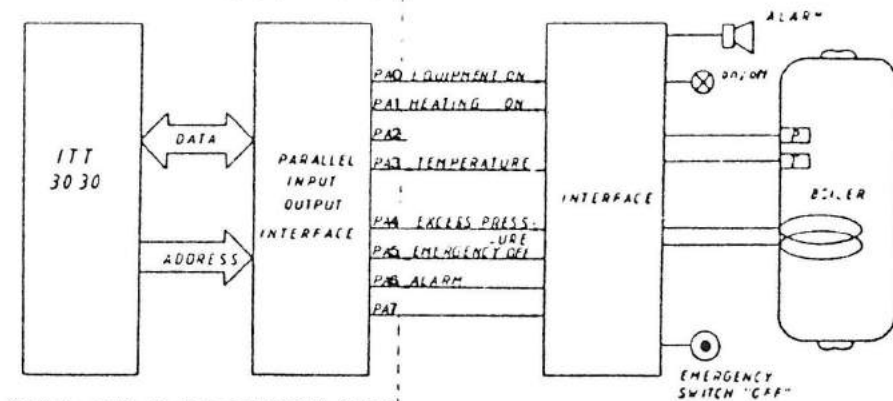 ITT
3030
DATA
ADDRESS
PARALLEL
INPUT
OUTPUT
INTERFACE
PA0 EQUIPMENT ON
PA1 HEATING ON
PA2
PA3 TEMPERATURE
PA4 EXCESS PRESS-
URE
PA5 EMERGENCY OFF
PA6 ALARM
PA7
INTERFACE
ALARM
ON/OFF
P
T
BOILER
EMERGENCY
SWITCH "OFF"